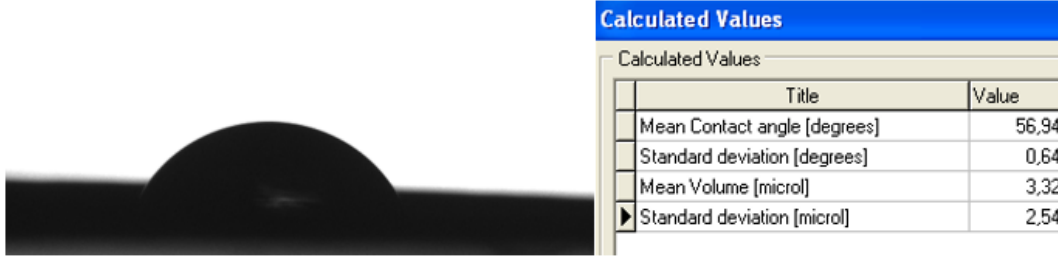 Calculated Values
Calculated Values
Title Value
Mean Contact angle [degrees] 56,94
Standard deviation [degrees] 0,64
Mean Volume [microl] 3,32
Standard deviation [microl] 2,54